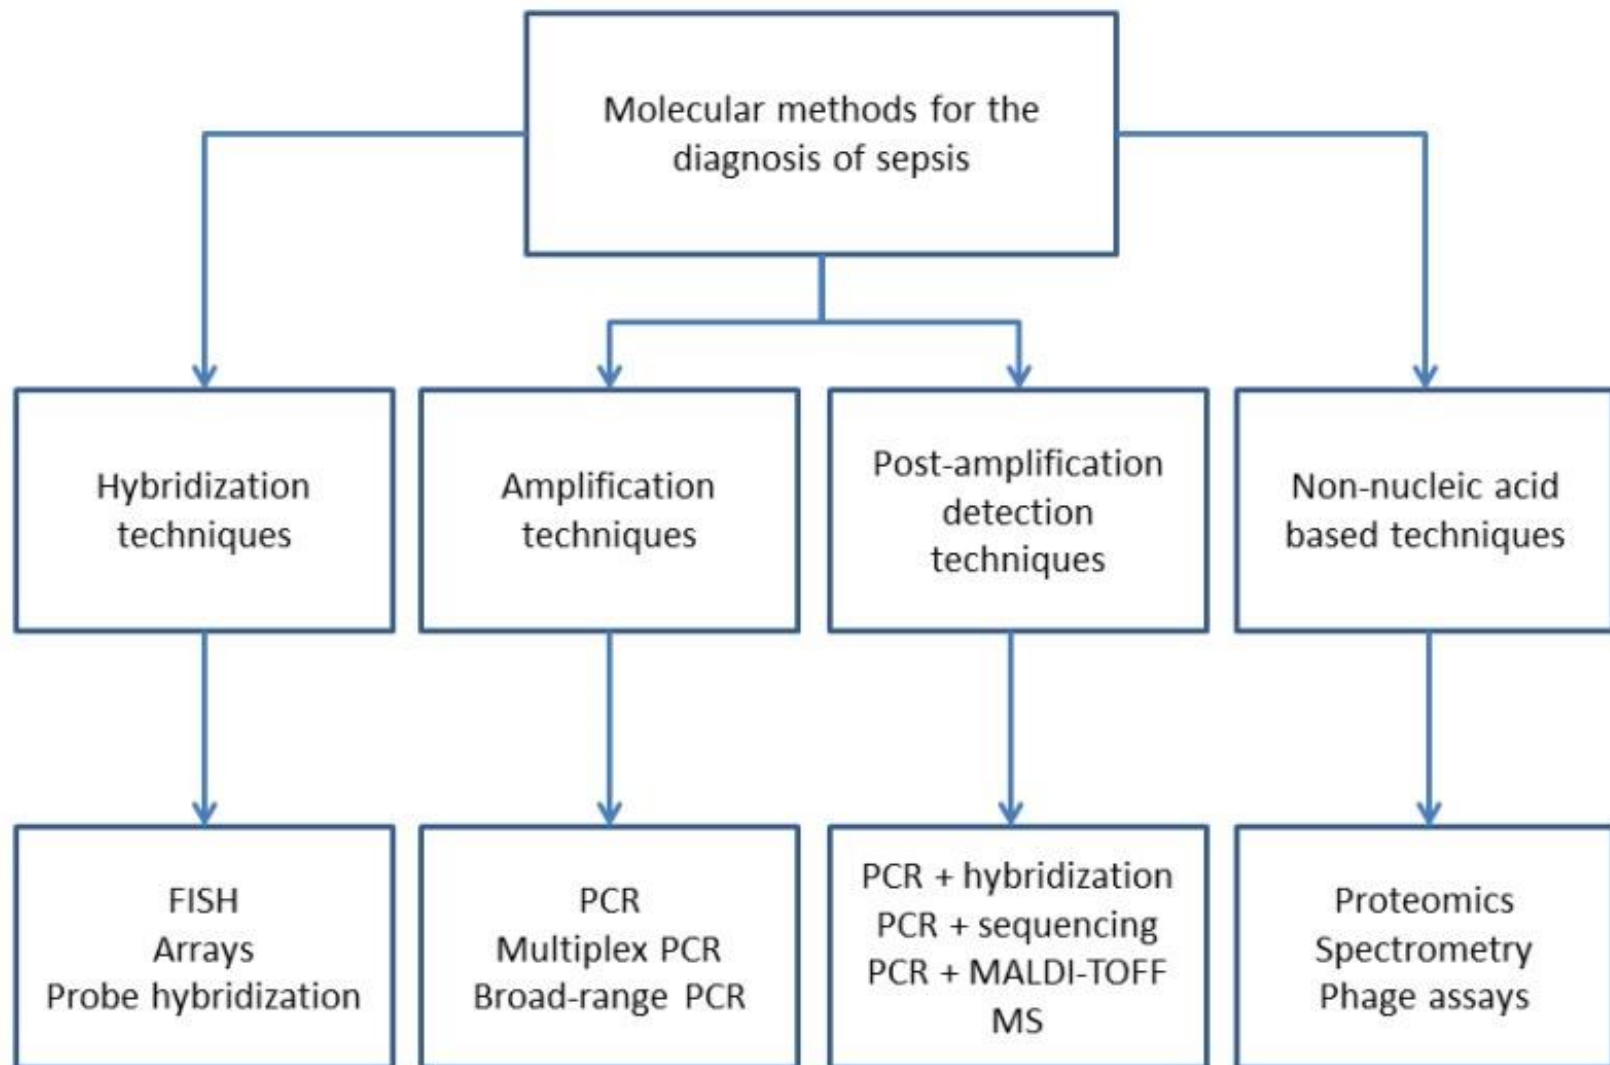 Molecular methods for the
diagnosis of sepsis
Hybridization
techniques
Amplification
techniques
Post-amplification
detection
techniques
Non-nucleic acid
based techniques
FISH
Arrays
Probe hybridization
PCR
Multiplex PCR
Broad-range PCR
PCR + hybridization
PCR + sequencing
PCR + MALDI-TOFF
MS
Proteomics
Spectrometry
Phage assays